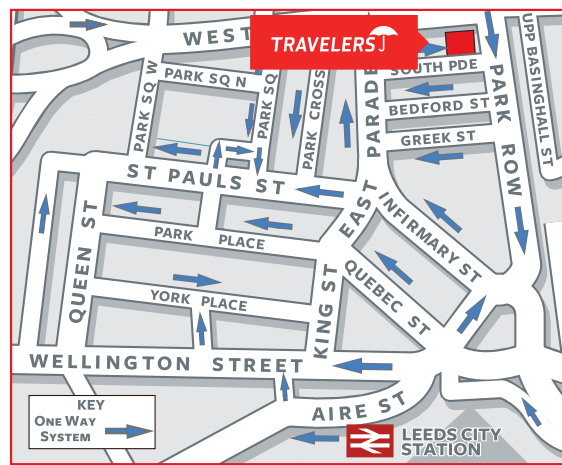 WEST
TRAVELERS
SOUTH PDE
PARK SQ W
PARK SQ N
PARK SQ
PARK CROSS
PARADE
BEDFORD ST
GREEK ST
PARK ROW
UPP BASINGHALL ST
ST PAULS ST
EAST
INFIRMARY ST
QUEEN ST
PARK PLACE
YORK PLACE
KING ST
QUEBEC ST
WELLINGTON STREET
AIRE ST
KEY
ONE WAY
SYSTEM
LEEDS CITY
STATION